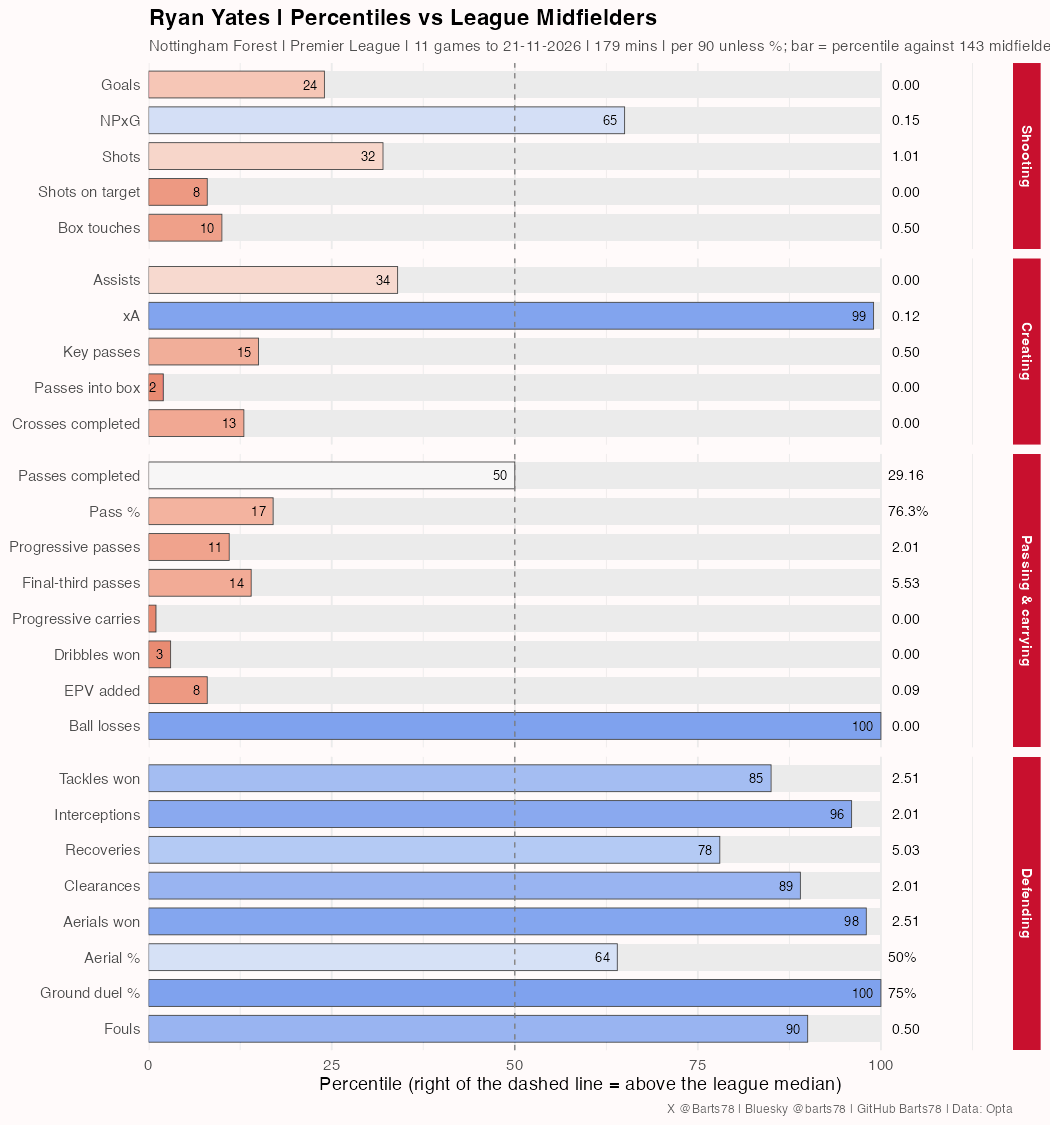 Ryan Yates | Percentiles vs League Midfielders
Nottingham Forest | Premier League | 11 games to 21-11-2026 | 179 mins | per 90 unless %; bar = percentile against 143 midfielde
Shooting
Goals 24 0.00
NPxG 65 0.15
Shots 32 1.01
Shots on target 8 0.00
Box touches 10 0.50
Creating
Assists 34 0.00
xA 99 0.12
Key passes 15 0.50
Passes into box 2 0.00
Crosses completed 13 0.00
Passing & carrying
Passes completed 50 29.16
Pass % 17 76.3%
Progressive passes 11 2.01
Final-third passes 14 5.53
Progressive carries 0.00
Dribbles won 3 0.00
EPV added 8 0.09
Ball losses 100 0.00
Defending
Tackles won 85 2.51
Interceptions 96 2.01
Recoveries 78 5.03
Clearances 89 2.01
Aerials won 98 2.51
Aerial % 64 50%
Ground duel % 100 75%
Fouls 90 0.50
0 25 50 75 100
Percentile (right of the dashed line = above the league median)
X @Barts78 | Bluesky @barts78 | GitHub Barts78 | Data: Opta